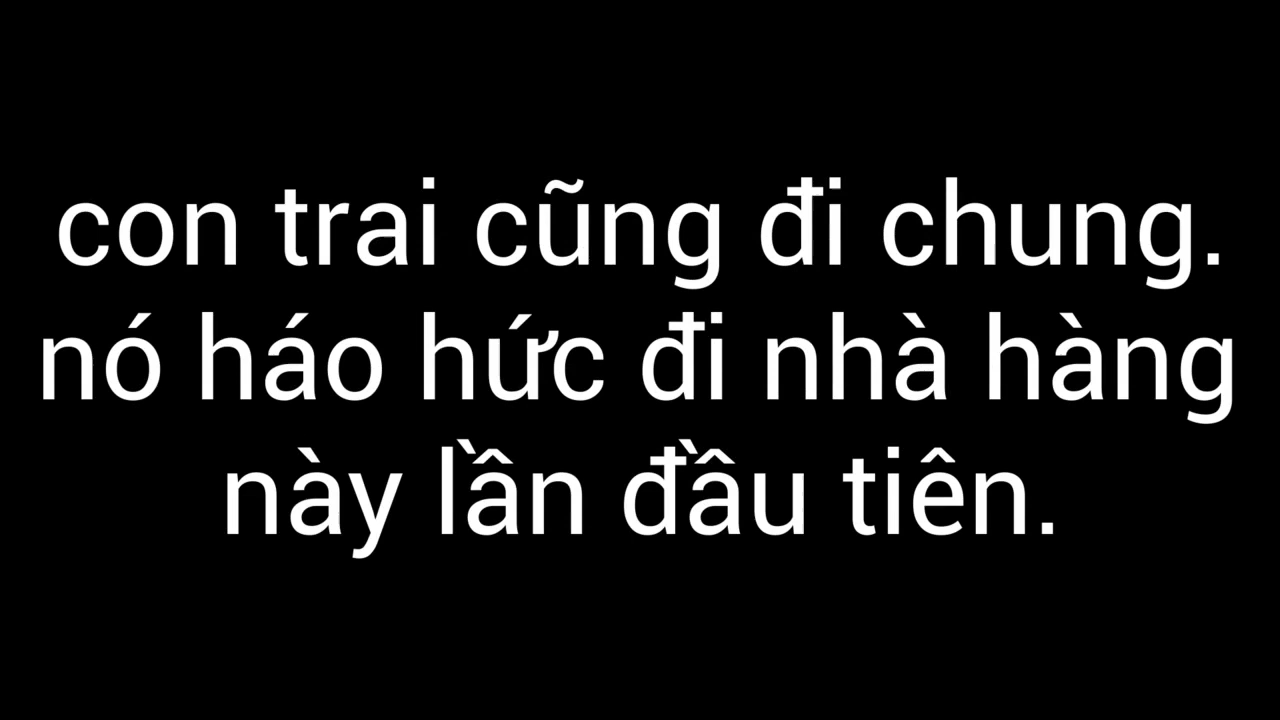 con trai cũng đi chung.
nó háo hức đi nhà hàng
này lần đầu tiên.